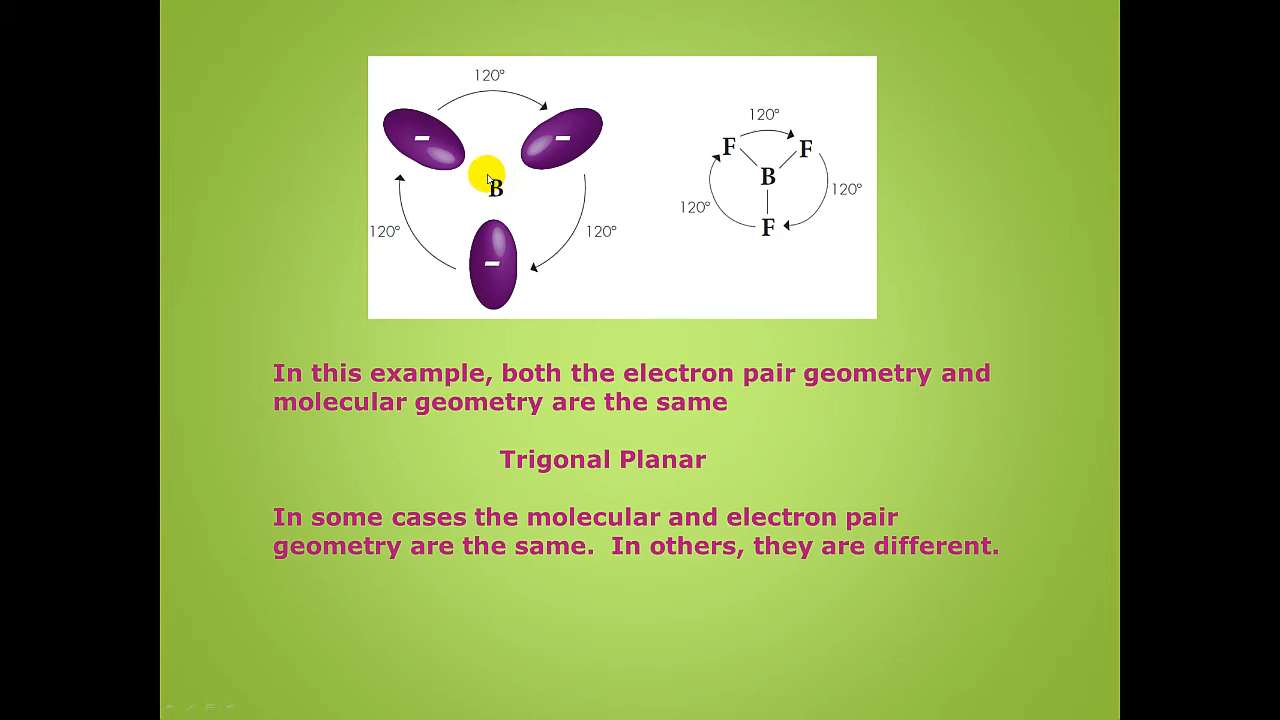 120°
–
–
B
120°
120°
–
120°
F
F
B
120°
120°
F
In this example, both the electron pair geometry and
molecular geometry are the same
Trigonal Planar
In some cases the molecular and electron pair
geometry are the same.  In others, they are different.